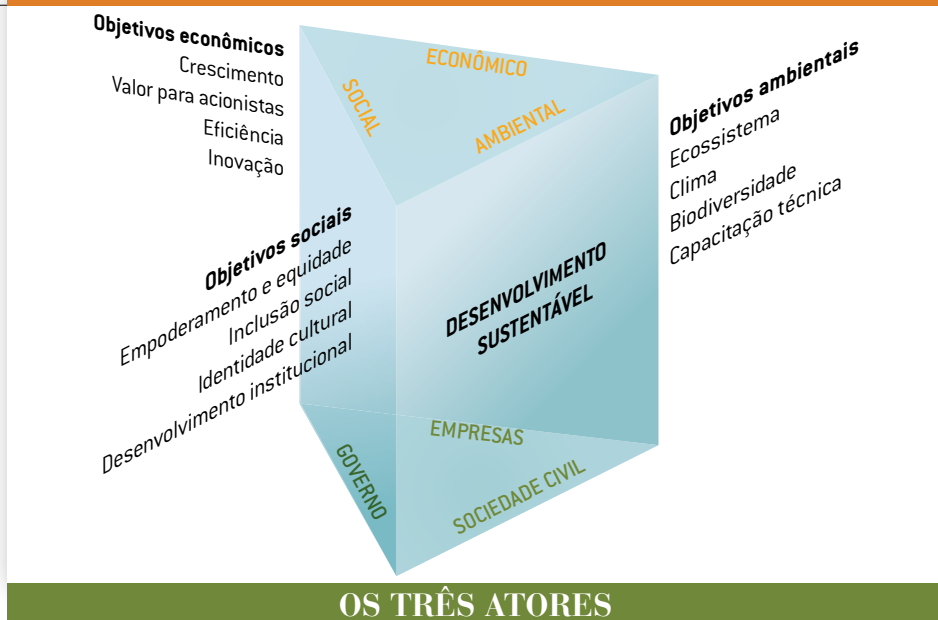 Objetivos econômicos
Crescimento
Valor para acionistas
Eficiência
Inovação
ECONÔMICO
SOCIAL
AMBIENTAL
Objetivos ambientais
Ecossistema
Clima
Biodiversidade
Capacitação técnica
Objetivos sociais
Empoderamento e equidade
Inclusão social
Identidade cultural
Desenvolvimento institucional
DESENVOLVIMENTO
SUSTENTÁVEL
EMPRESAS
GOVERNO
SOCIEDADE CIVIL
OS TRÊS ATORES